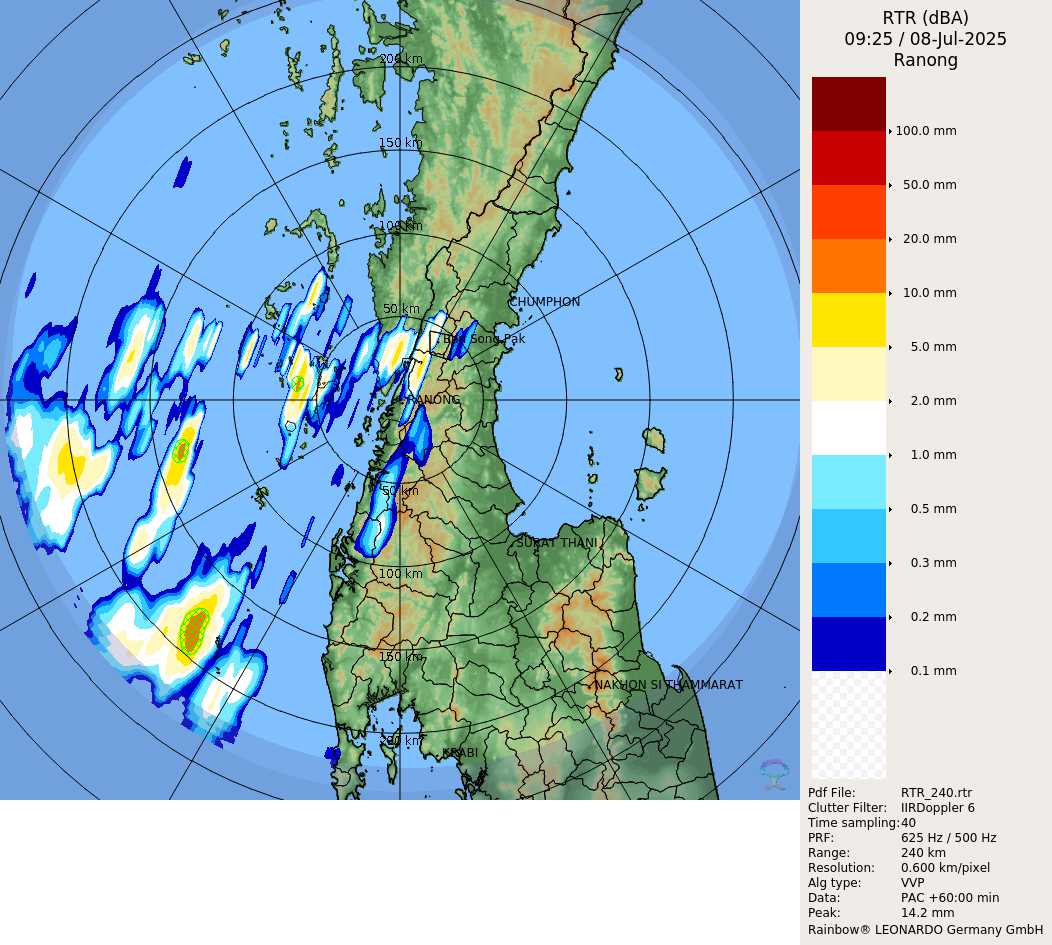 RTR (dBA)
09:25 / 08-Jul-2025
Ranong
100.0 mm
50.0 mm
20.0 mm
10.0 mm
5.0 mm
2.0 mm
1.0 mm
0.5 mm
0.3 mm
0.2 mm
0.1 mm
Pdf File: RTR_240.rtr
Clutter Filter: IIRDoppler 6
Time sampling:40
PRF: 625 Hz / 500 Hz
Range: 240 km
Resolution: 0.600 km/pixel
Alg type: VVP
Data: PAC +60:00 min
Peak: 14.2 mm
Rainbow® LEONARDO Germany GmbH
200 km
150 km
100 km
50 km
CHUMPHON
Ban Song Pak
RANONG
50 km
SURAT THANI
100 km
150 km
NAKHON SI THAMMARAT
200 km
KRABI